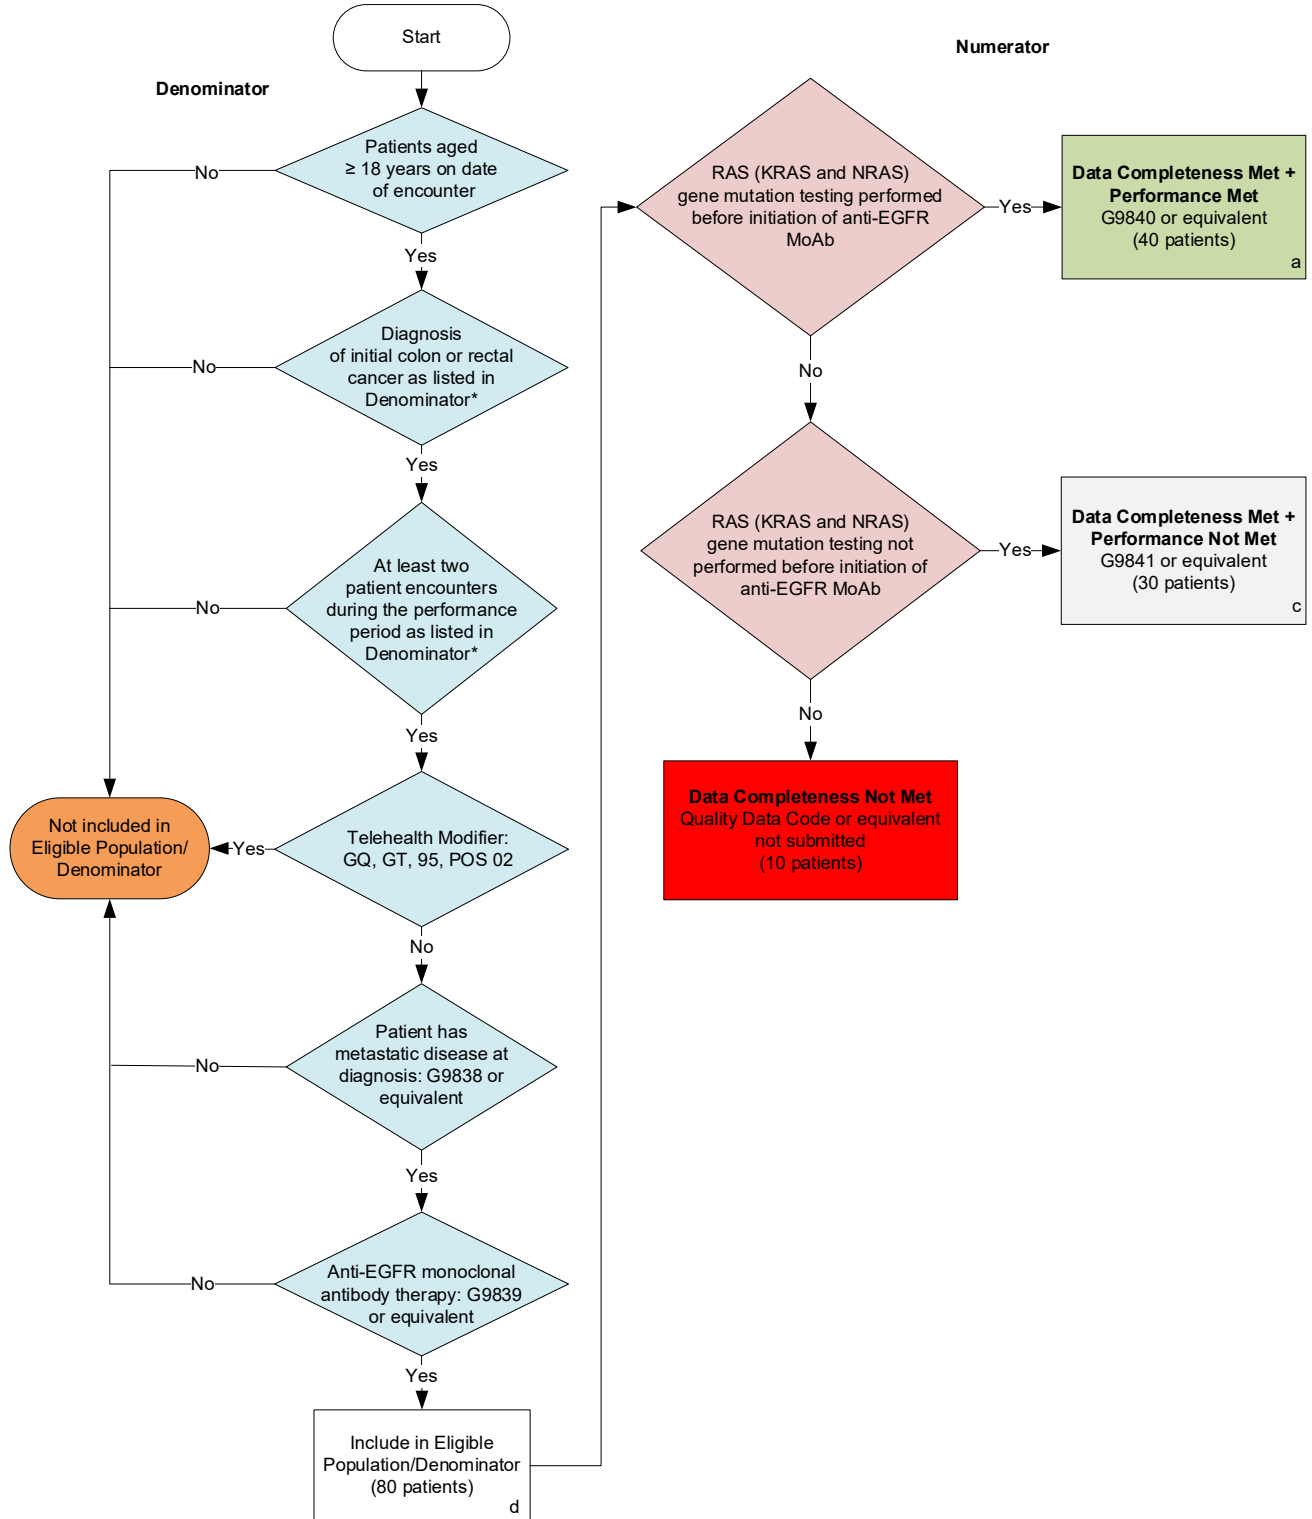 Start
Denominator
Patients aged
≥ 18 years on date
of encounter
No
Yes
Diagnosis
of initial colon or rectal
cancer as listed in
Denominator*
No
Yes
At least two
patient encounters
during the performance
period as listed in
Denominator*
No
Yes
Telehealth Modifier:
GQ, GT, 95, POS 02
Yes
Not included in
Eligible Population/
Denominator
No
Patient has
metastatic disease at
diagnosis: G9838 or
equivalent
No
Yes
Anti-EGFR monoclonal
antibody therapy: G9839
or equivalent
No
Yes
Include in Eligible
Population/Denominator
(80 patients)
d
Numerator
RAS (KRAS and NRAS)
gene mutation testing performed
before initiation of anti-EGFR
MoAb
Yes
Data Completeness Met +
Performance Met
G9840 or equivalent
(40 patients)
a
No
RAS (KRAS and NRAS)
gene mutation testing not
performed before initiation of
anti-EGFR MoAb
Yes
Data Completeness Met +
Performance Not Met
G9841 or equivalent
(30 patients)
c
No
Data Completeness Not Met
Quality Data Code or equivalent
not submitted
(10 patients)